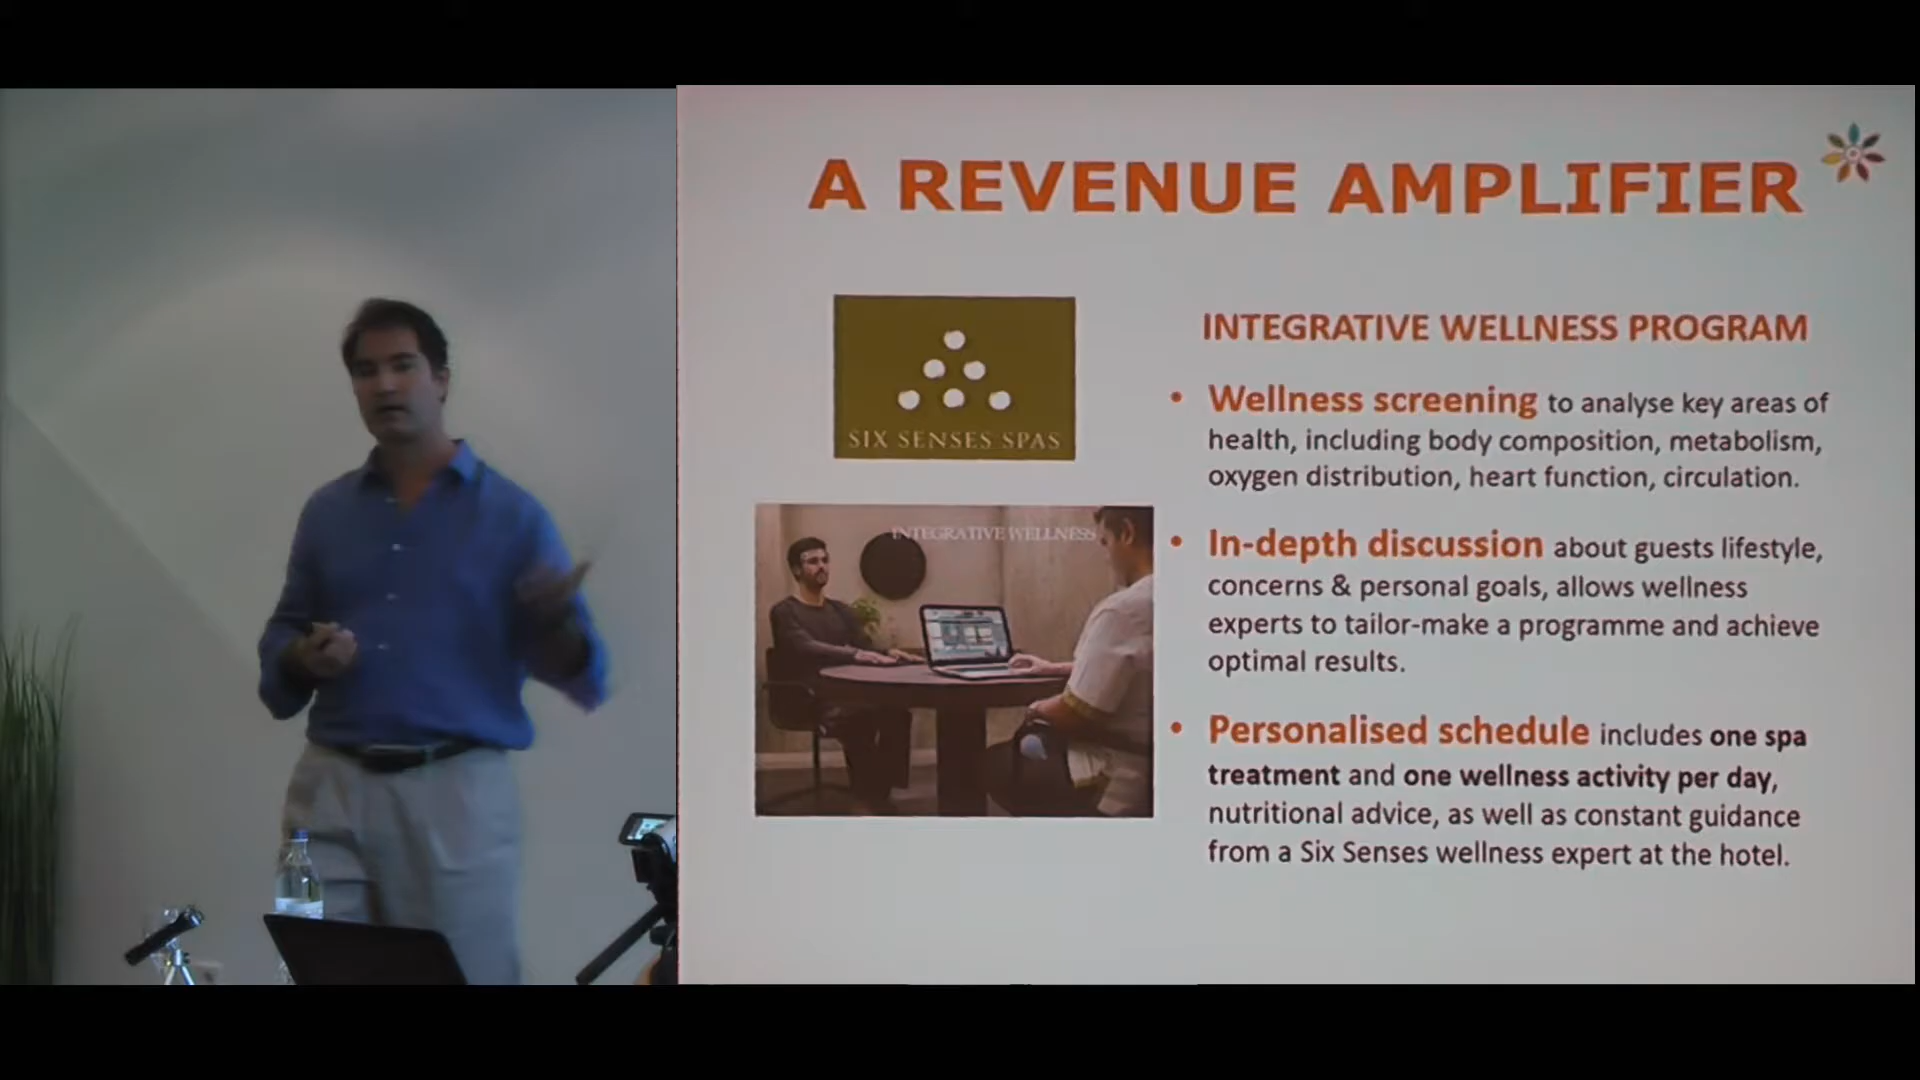 A REVENUE AMPLIFIER
SIX SENSES SPAS
INTEGRATIVE WELLNESS
INTEGRATIVE WELLNESS PROGRAM
• Wellness screening to analyse key areas of
health, including body composition, metabolism,
oxygen distribution, heart function, circulation.
• In-depth discussion about guests lifestyle,
concerns & personal goals, allows wellness
experts to tailor-make a programme and achieve
optimal results.
• Personalised schedule includes one spa
treatment and one wellness activity per day,
nutritional advice, as well as constant guidance
from a Six Senses wellness expert at the hotel.